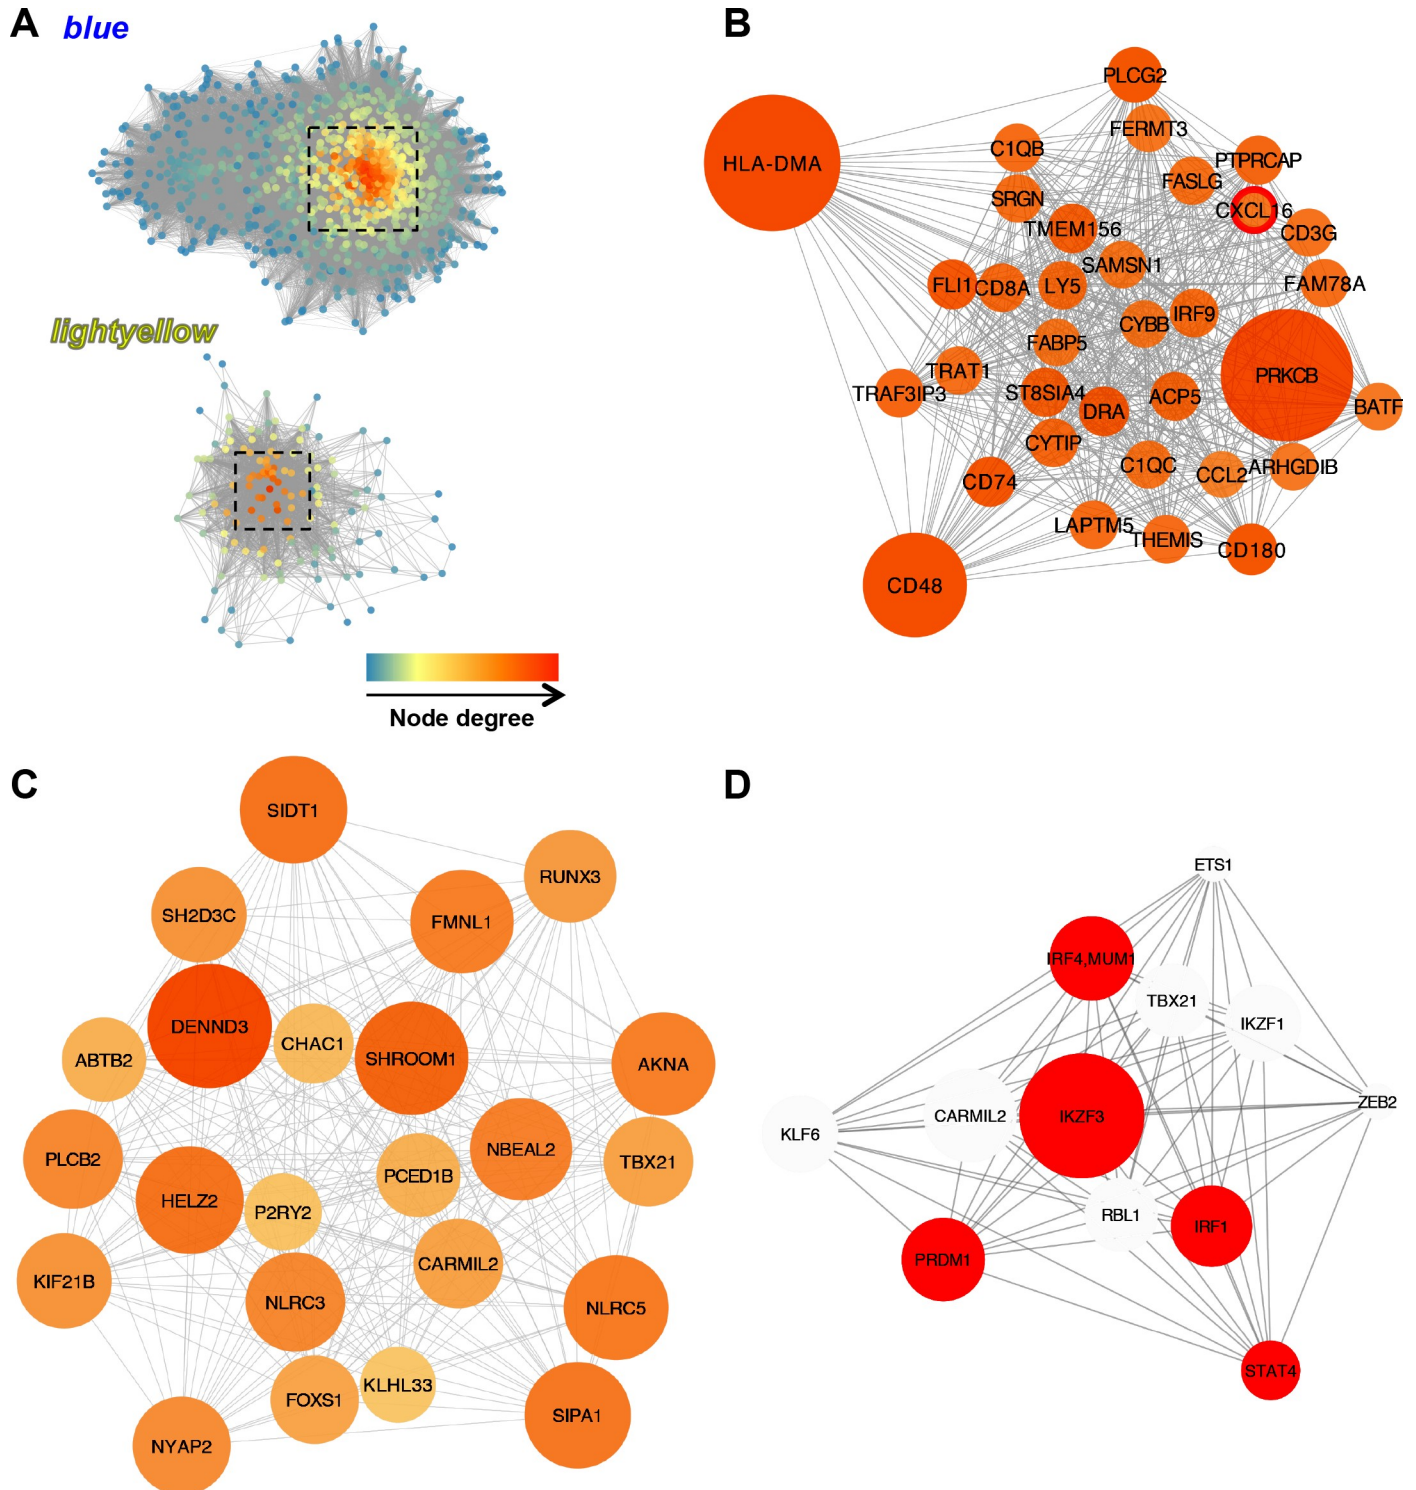 A
blue
lightyellow
Node degree
B
PLCG2
FERMT3
HLA-DMA
C1QB
PTPRCAP
FASLG
SRGN
CXCL16
TMEM156
CD3G
SAMSN1
FLI1
CD8A
LY5
FAM78A
CYBB
IRF9
FABP5
TRAT1
PRKCB
TRAF3IP3
ST8SIA4
DRA
ACP5
BATF
CYTIP
C1QC
CCL2
ARHGDIB
CD74
LAPTM5
THEMIS
CD180
CD48
C
SIDT1
RUNX3
SH2D3C
FMNL1
DENND3
CHAC1
SHROOM1
ABTB2
AKNA
NBEAL2
PLCB2
PCED1B
TBX21
HELZ2
P2RY2
CARMIL2
KIF21B
NLRC3
NLRC5
KLHL33
FOXS1
SIPA1
NYAP2
D
ETS1
IRF4,MUM1
TBX21
IKZF1
ZEB2
CARMIL2
IKZF3
KLF6
RBL1
IRF1
PRDM1
STAT4